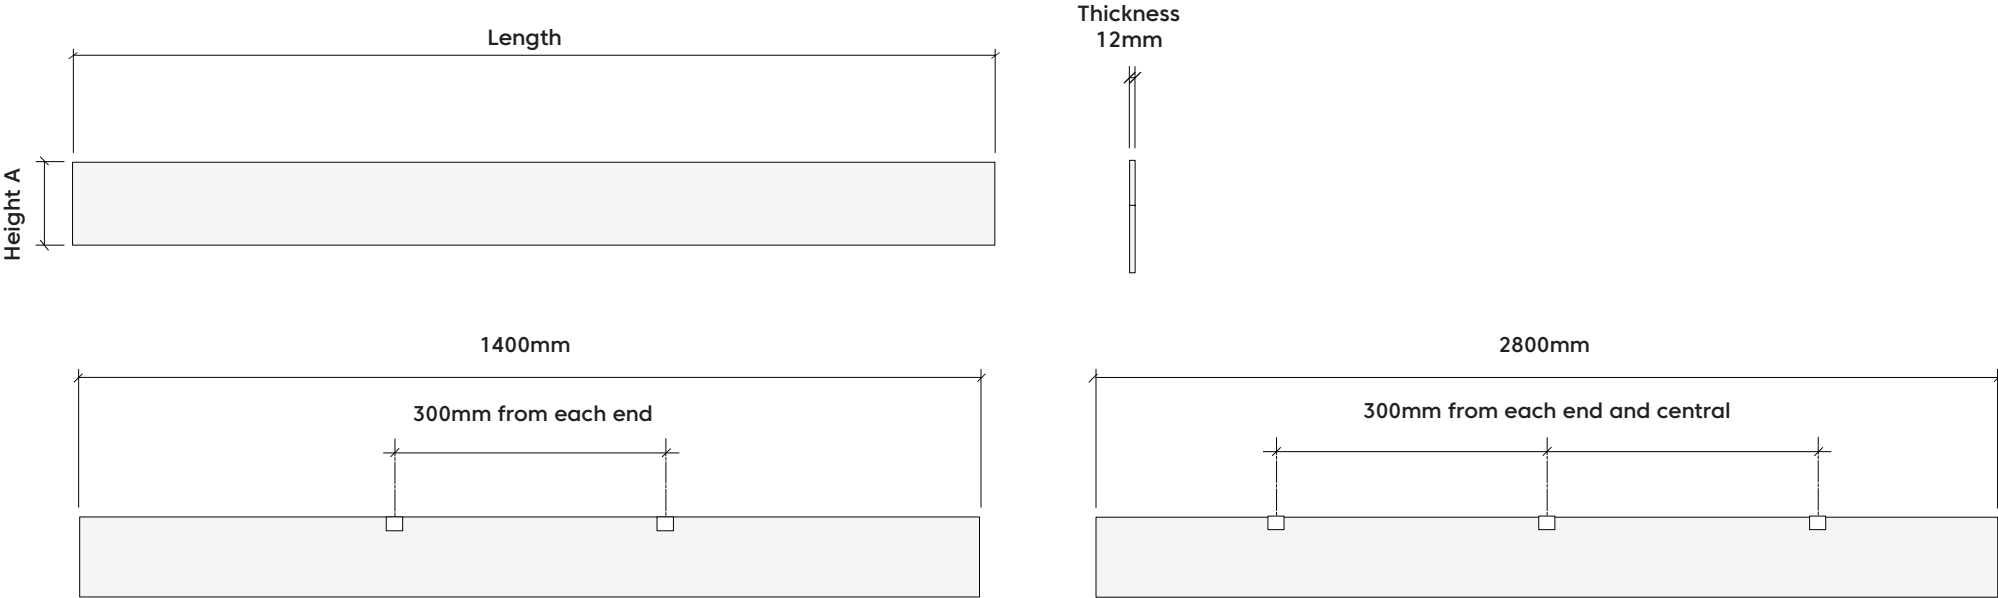 Length
Thickness
12mm
Height A
1400mm
300mm from each end
2800mm
300mm from each end and central